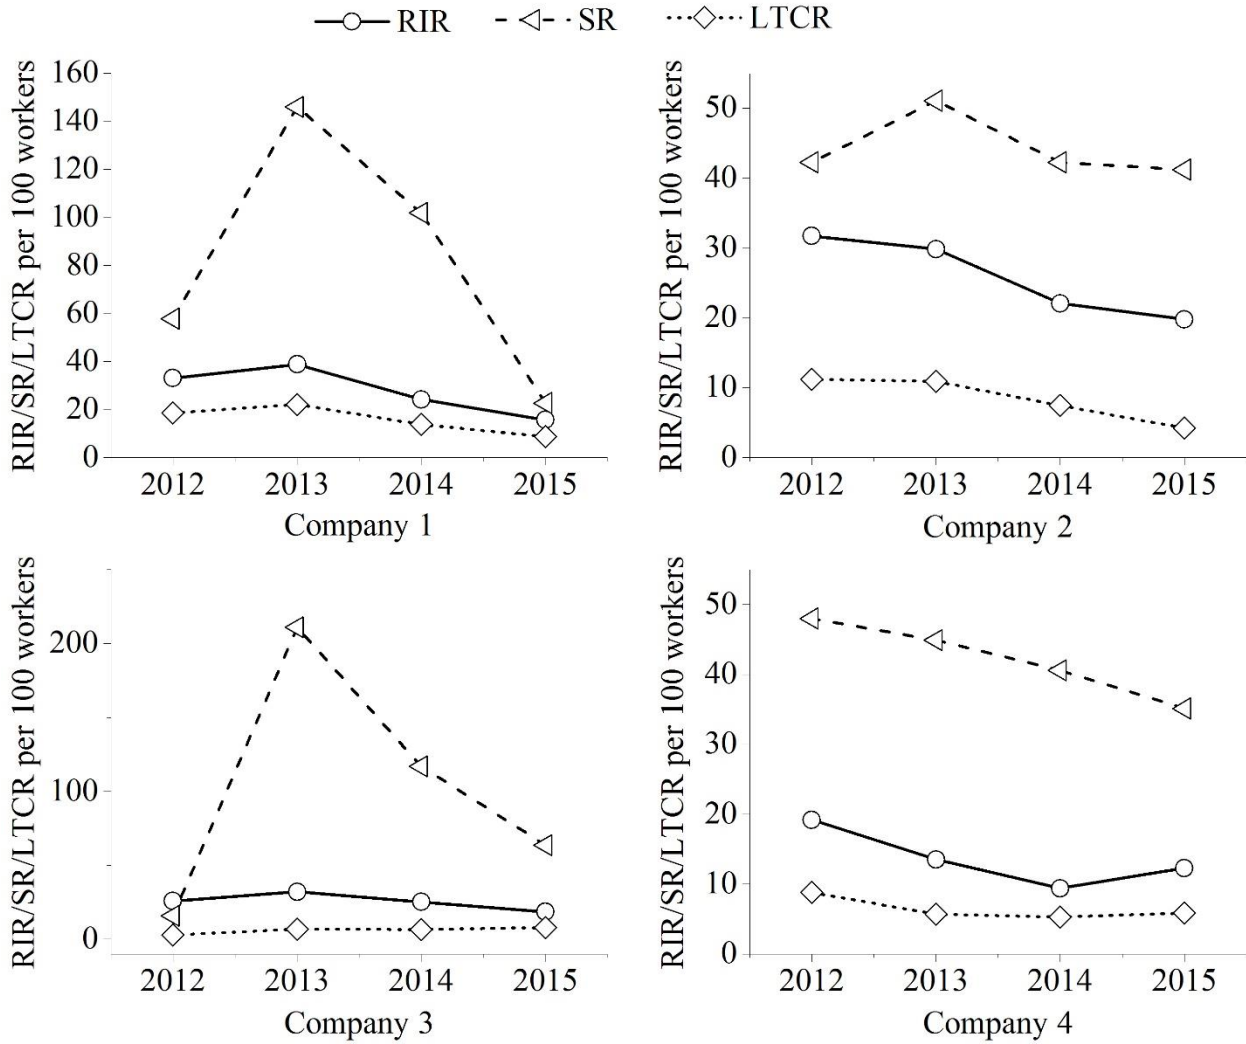 RIR SR LTCR
RIR/SR/LTCR per 100 workers
160
140
120
100
80
60
40
20
0
2012 2013 2014 2015
Company 1
RIR/SR/LTCR per 100 workers
50
40
30
20
10
0
2012 2013 2014 2015
Company 2
RIR/SR/LTCR per 100 workers
200
100
0
2012 2013 2014 2015
Company 3
RIR/SR/LTCR per 100 workers
50
40
30
20
10
0
2012 2013 2014 2015
Company 4